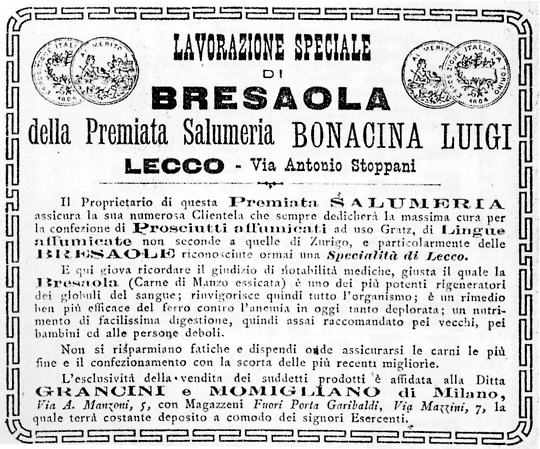 LAVORAZIONE SPECIALE
DI
BRESAOLA
della Premiata Salumeria BONACINA LUIGI
LECCO - Via Antonio Stoppani
Il Proprietario di questa Premiata SALUMERIA
assicura la sua numerosa Clientela che sempre dedicherà la massima cura per
la confezione di Prosciutti affumicati ad uso Gratz, di Lingue
affumicate non seconde a quelle di Zurigo, e particolarmente delle
BRESAOLE riconosciute ormai una Specialità di Lecco.
E qui giova ricordare il giudizio di notabilità mediche, giusta il quale la
Bresaola (Carne di Manzo essicata) è uno dei più potenti rigeneratori
dei globuli del sangue; rinvigorisce quindi tutto l'organismo; è un rimedio
ben più efficace del ferro contro l'anemia in oggi tanto deplorata; un nutri-
mento di facilissima digestione, quindi assai raccomandato pei vecchi, pei
bambini ed alle persone deboli.
Non si risparmiano fatiche e dispendi onde assicurarsi le carni le più
fine e il confezionamento con la scorta delle più recenti migliorie.
L'esclusività della vendita dei suddetti prodotti è affidata alla Ditta
GRANCINI e MOMIGLIANO di Milano,
Via A. Manzoni, 5, con Magazzeni Fuori Porta Garibaldi, Via Mazzini, 7, la
quale terrà costante deposito a comodo dei signori Esercenti.